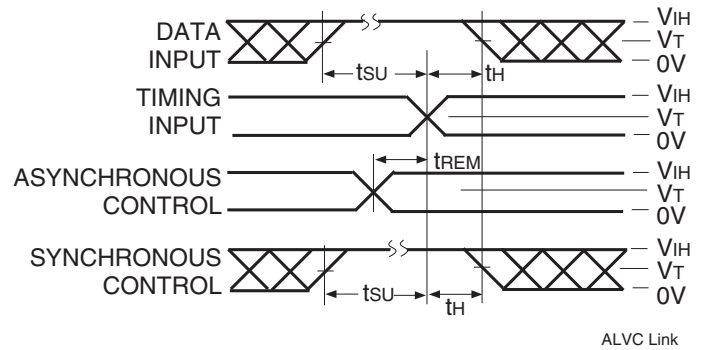 DATA
INPUT
tSU
tH
VIH
VT
0V
TIMING
INPUT
VIH
VT
0V
tREM
ASYNCHRONOUS
CONTROL
VIH
VT
0V
SYNCHRONOUS
CONTROL
tSU
tH
VIH
VT
0V
ALVC Link